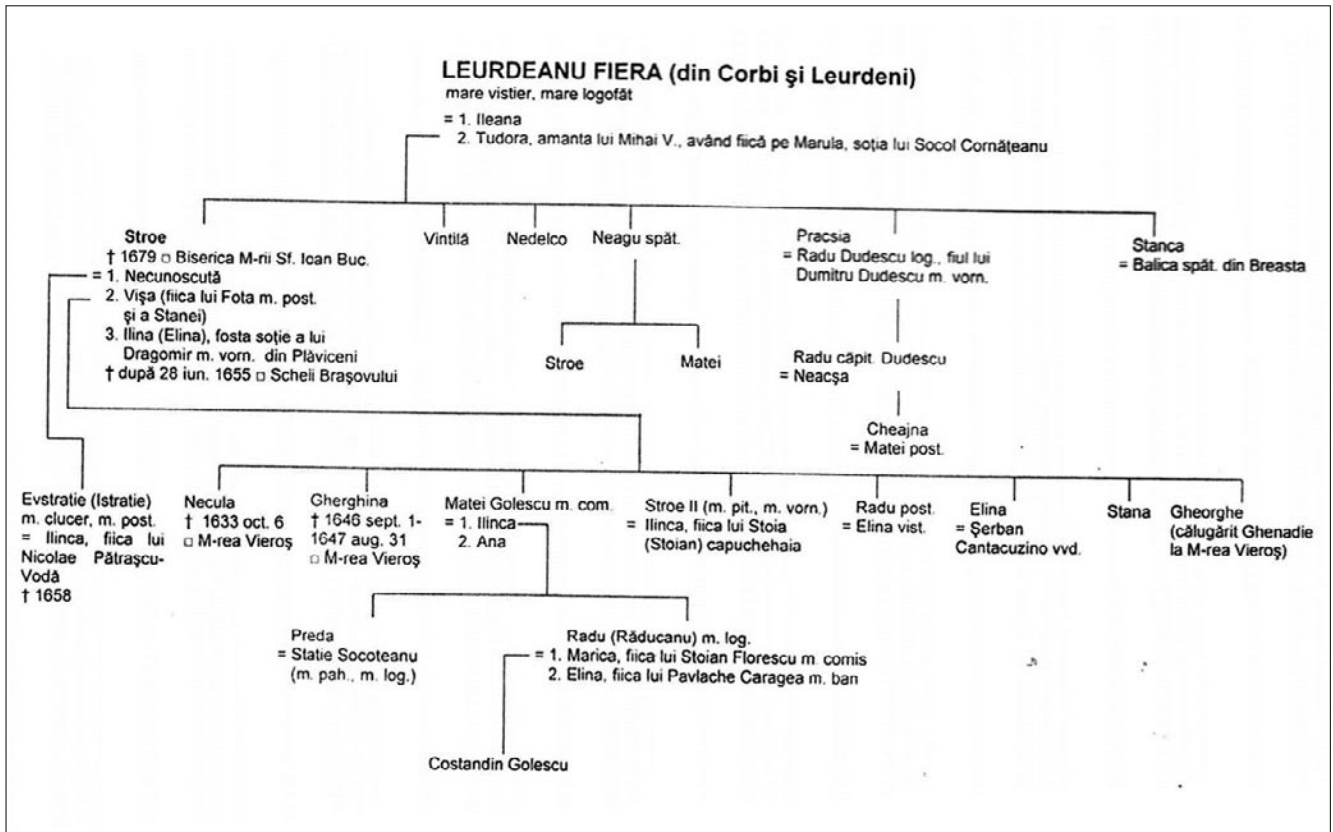 LEURDEANU FIERA (din Corbi şi Leurdeni)
mare vistier, mare logofăt
= 1. Ileana
2. Tudora, amanta lui Mihai V., având fiică pe Marula, soţia lui Socol Cornăţeanu
Stroe
† 1679 □ Biserica M-rii Sf. Ioan Buc.
= 1. Necunoscută
2. Vişa (fiica lui Fota m. post.
şi a Stanei)
3. Ilina (Elina), fosta soţie a lui
Dragomir m. vorn. din Plăviceni
† după 28 iun. 1655 □ Scheli Braşovului
Vintilă
Nedelco
Neagu spăt.
Pracsia
= Radu Dudescu log., fiul lui
Dumitru Dudescu m. vorn.
Stanca
= Balica spăt. din Breasta
Stroe
Matei
Radu căpit. Dudescu
= Neacşa
Cheajna
= Matei post.
Evstratie (Istratie)
m. clucer, m. post.
= Ilinca, fiica lui
Nicolae Pătraşcu-
Vodă
† 1658
Necula
† 1633 oct. 6
□ M-rea Vieroş
Gherghina
† 1646 sept. 1-
1647 aug. 31
□ M-rea Vieroş
Matei Golescu m. com.
= 1. Ilinca
2. Ana
Stroe II (m. pit., m. vorn.)
= Ilinca, fiica lui Stoia
(Stoian) capuchehaia
Radu post.
= Elina vist.
Elina
= Şerban
Cantacuzino vvd.
Stana
Gheorghe
(călugărit Ghenadie
la M-rea Vieroş)
Preda
= Statie Socoteanu
(m. pah., m. log.)
Radu (Răducanu) m. log.
= 1. Marica, fiica lui Stoian Florescu m. comis
2. Elina, fiica lui Pavlache Caragea m. ban
Costandin Golescu